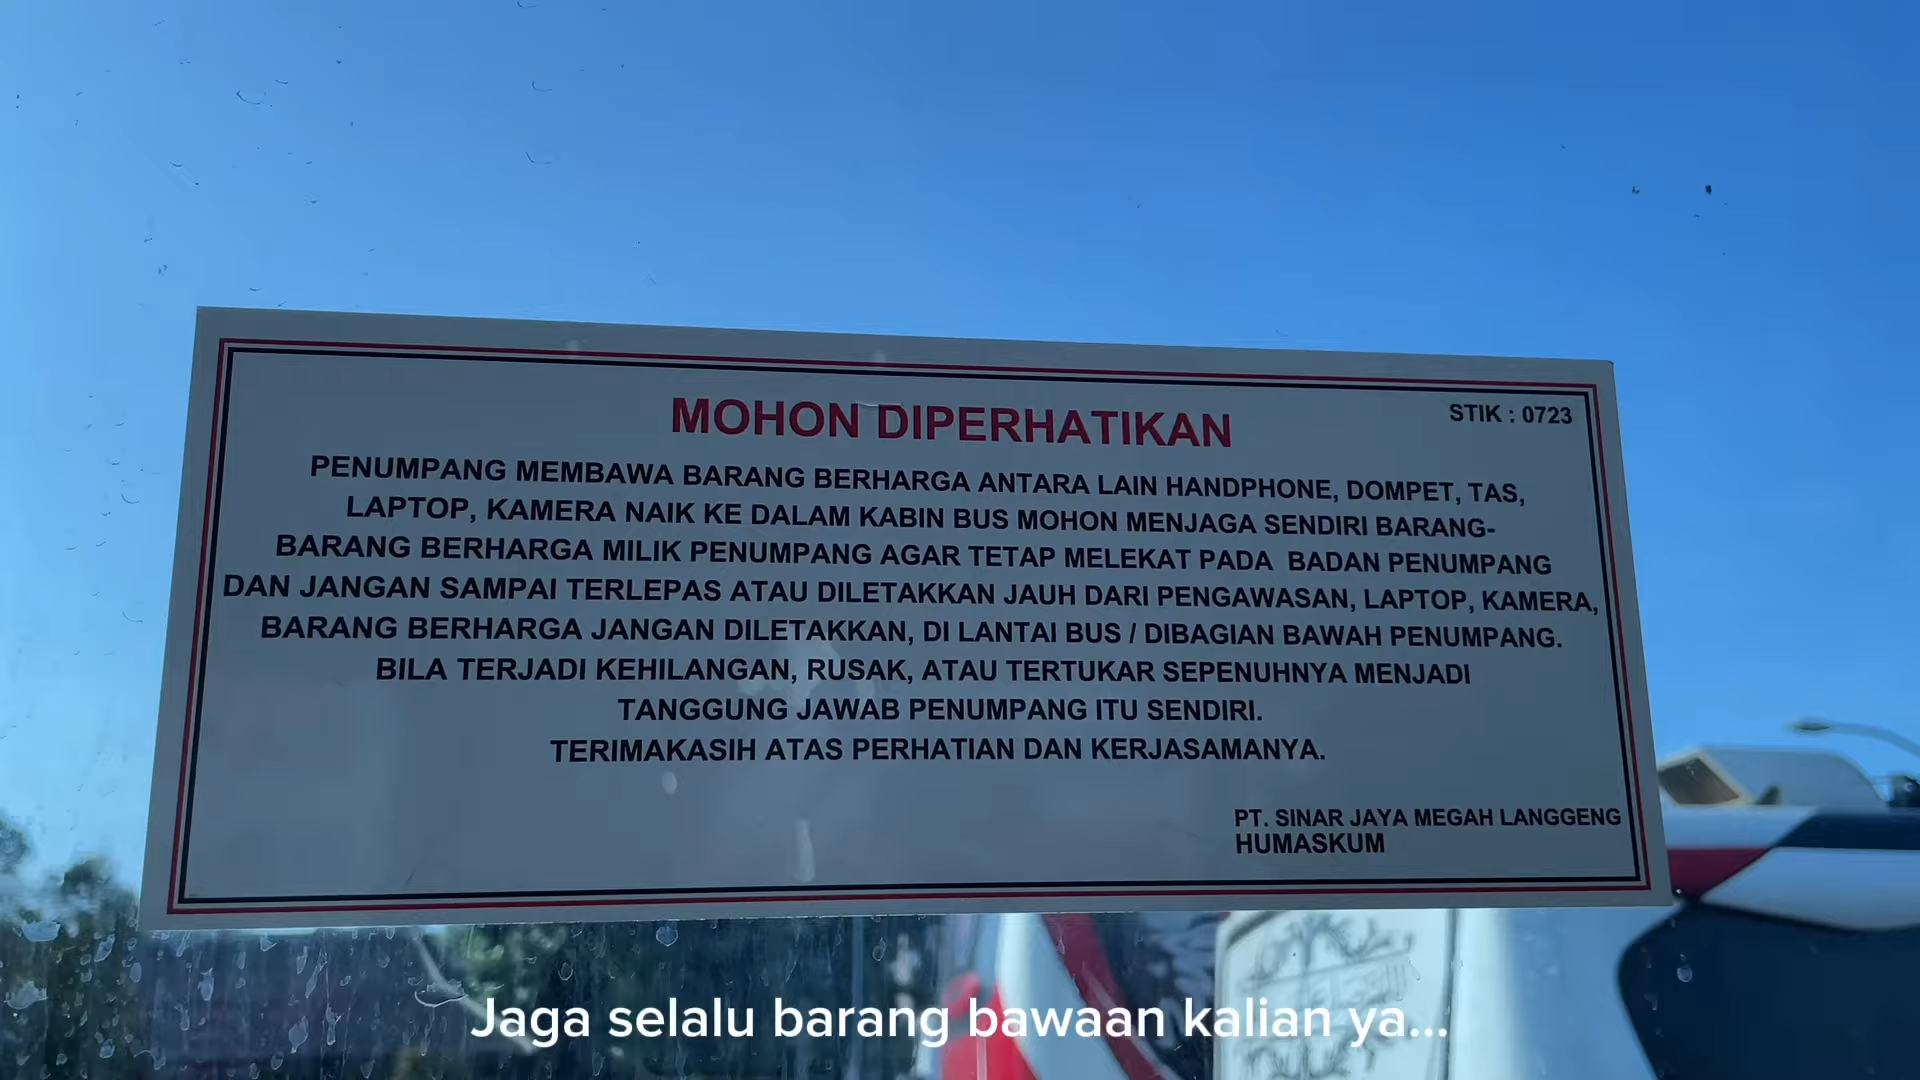 MOHON DIPERHATIKAN
STIK : 0723
PENUMPANG MEMBAWA BARANG BERHARGA ANTARA LAIN HANDPHONE, DOMPET, TAS,
LAPTOP, KAMERA NAIK KE DALAM KABIN BUS MOHON MENJAGA SENDIRI BARANG-
BARANG BERHARGA MILIK PENUMPANG AGAR TETAP MELEKAT PADA BADAN PENUMPANG
DAN JANGAN SAMPAI TERLEPAS ATAU DILETAKKAN JAUH DARI PENGAWASAN, LAPTOP, KAMERA,
BARANG BERHARGA JANGAN DILETAKKAN, DI LANTAI BUS / DIBAGIAN BAWAH PENUMPANG.
BILA TERJADI KEHILANGAN, RUSAK, ATAU TERTUKAR SEPENUHNYA MENJADI
TANGGUNG JAWAB PENUMPANG ITU SENDIRI.
TERIMAKASIH ATAS PERHATIAN DAN KERJASAMANYA.
PT. SINAR JAYA MEGAH LANGGENG
HUMASKUM
Jaga selalu barang bawaan kalian ya...